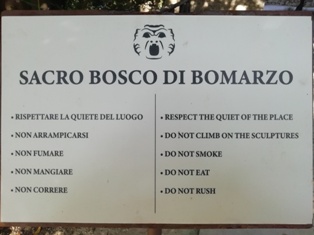 SACRO BOSCO DI BOMARZO
• RISPETTARE LA QUIETE DEL LUOGO
• NON ARRAMPICARSI
• NON FUMARE
• NON MANGIARE
• NON CORRERE
• RESPECT THE QUIET OF THE PLACE
• DO NOT CLIMB ON THE SCULPTURES
• DO NOT SMOKE
• DO NOT EAT
• DO NOT RUSH